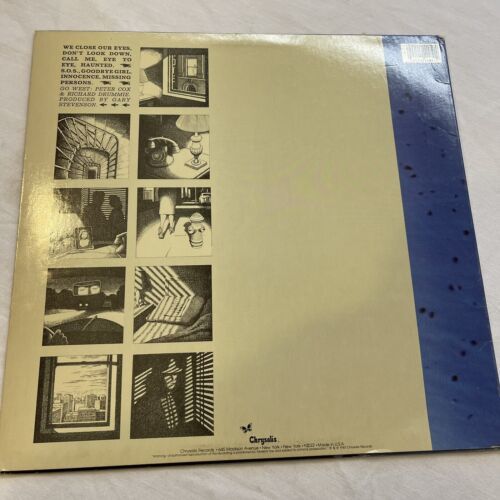 WE CLOSE OUR EYES,
DON'T LOOK DOWN,
CALL ME, EYE TO
EYE, HAUNTED.
S.O.S., GOODBYE GIRL,
INNOCENCE, MISSING
PERSONS.
GO WEST: PETER COX
& RICHARD DRUMMIE.
PRODUCED BY GARY
STEVENSON.
Chrysalis
Chrysalis Records • 645 Madison Avenue • New York • New York • 10022 • Made in U.S.A.